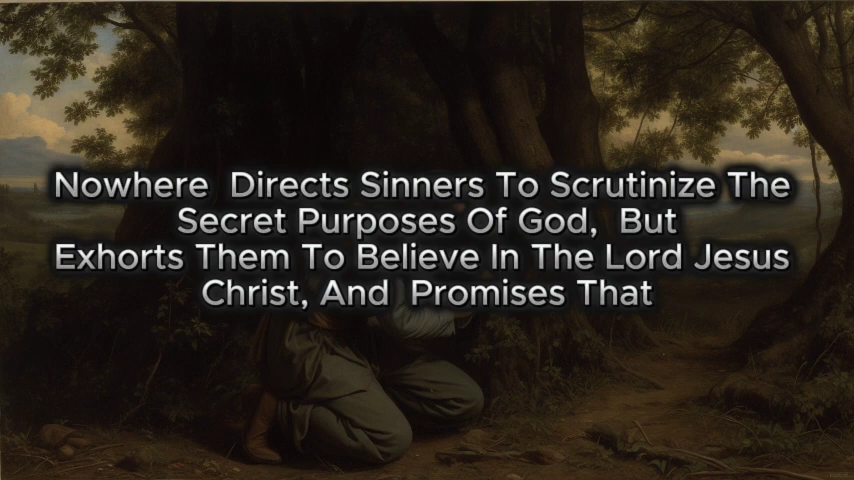 Nowhere  Directs Sinners To Scrutinize The
Secret Purposes Of God,  But
Exhorts Them To Believe In The Lord Jesus
Christ, And  Promises That